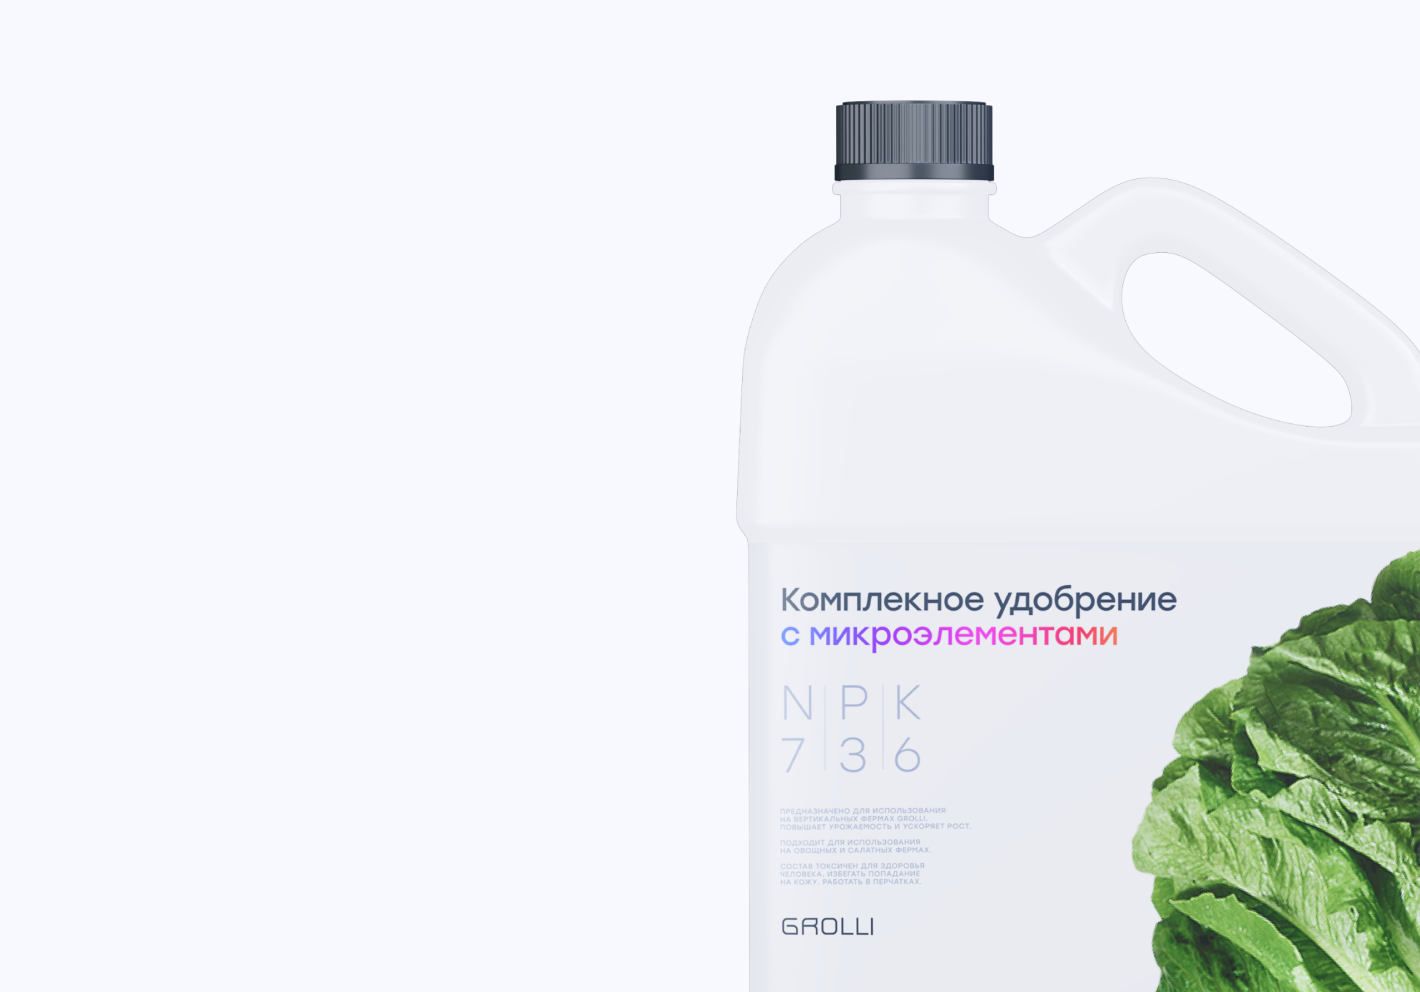 Комплекное удобрение
с микроэлементами
N P K
7 3 6
ПРЕДНАЗНАЧЕНО ДЛЯ ИСПОЛЬЗОВАНИЯ
НА ВЕРТИКАЛЬНЫХ ФЕРМАХ GROLLI.
ПОВЫШАЕТ УРОЖАЕМОСТЬ И УСКОРЯЕТ РОСТ.
ПОДХОДИТ ДЛЯ ИСПОЛЬЗОВАНИЯ
НА ОВОЩНЫХ И САЛАТНЫХ ФЕРМАХ.
СОСТАВ ТОКСИЧЕН ДЛЯ ЗДОРОВЬЯ
ЧЕЛОВЕКА. ИЗБЕГАТЬ ПОПАДАНИЕ
НА КОЖУ. РАБОТАТЬ В ПЕРЧАТКАХ.
GROLLI